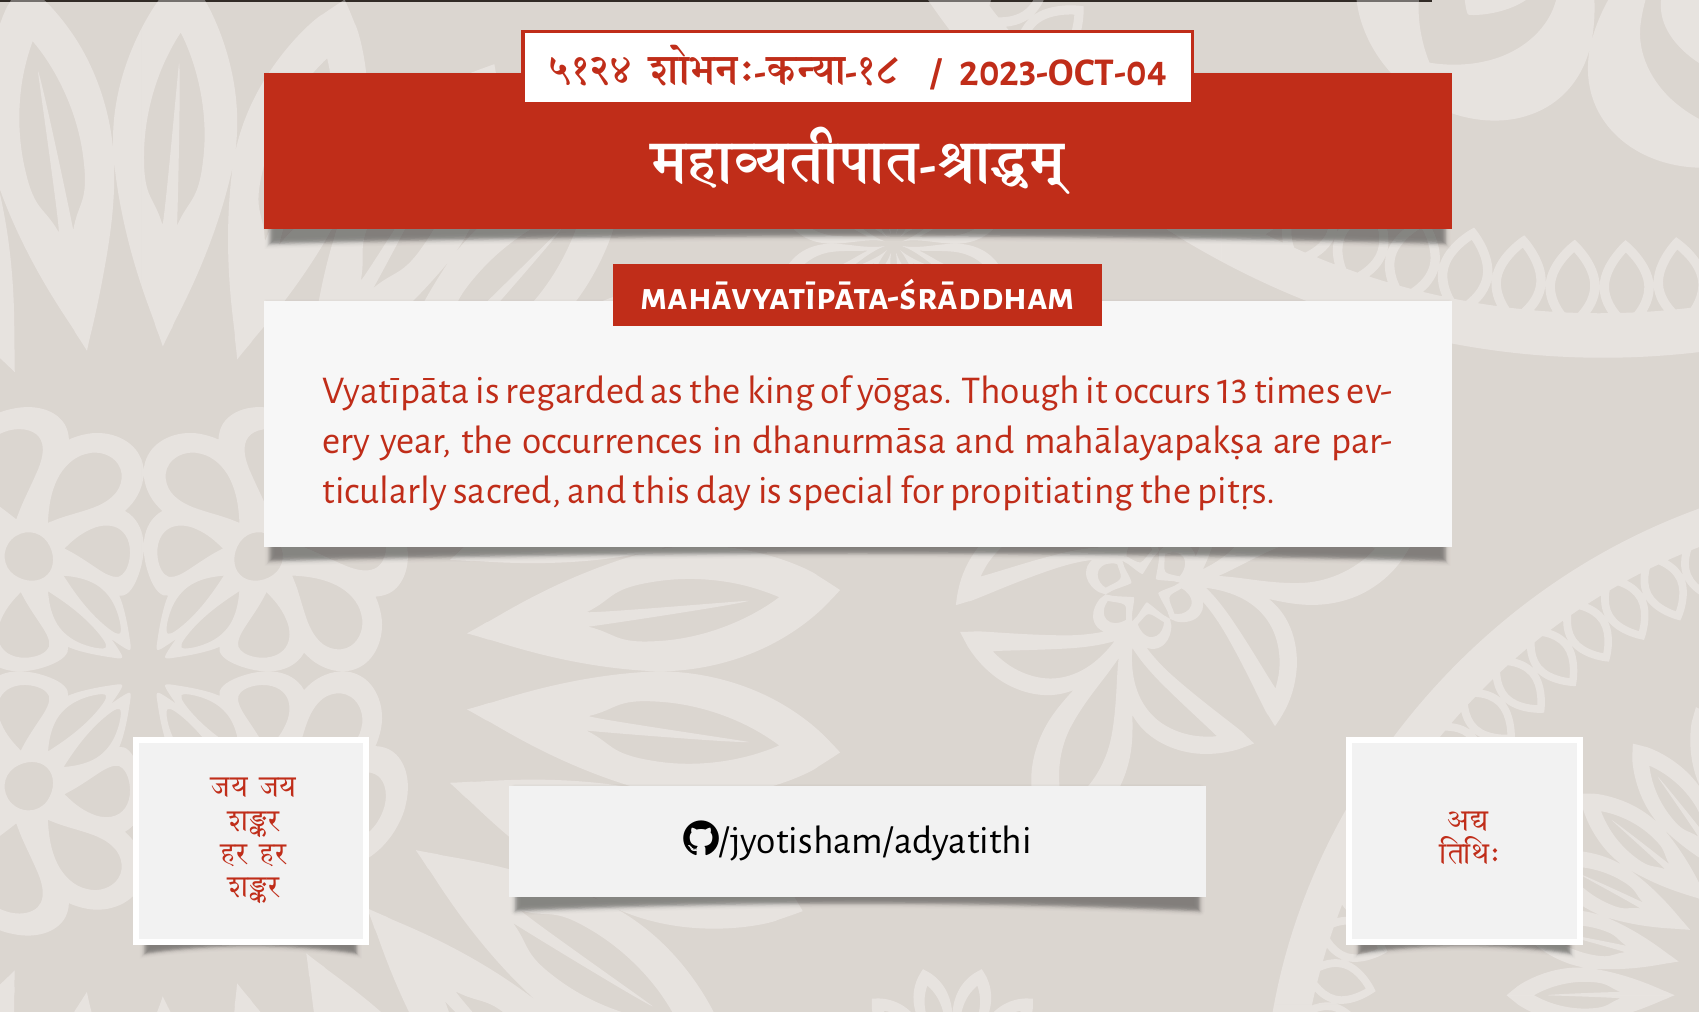 ५१२४ शोभनः-कन्या-१८ / 2023-OCT-04
महाव्यतीपात-श्राद्धम्
MAHĀVYATĪPĀTA-ŚRĀDDHAM
Vyatīpāta is regarded as the king of yōgas. Though it occurs 13 times ev-
ery year, the occurrences in dhanurmāsa and mahālayapakṣa are par-
ticularly sacred, and this day is special for propitiating the pitṛs.
जय जय
शङ्कर
हर हर
शङ्कर
/jyotisham/adyatithi
अद्य
तिथिः